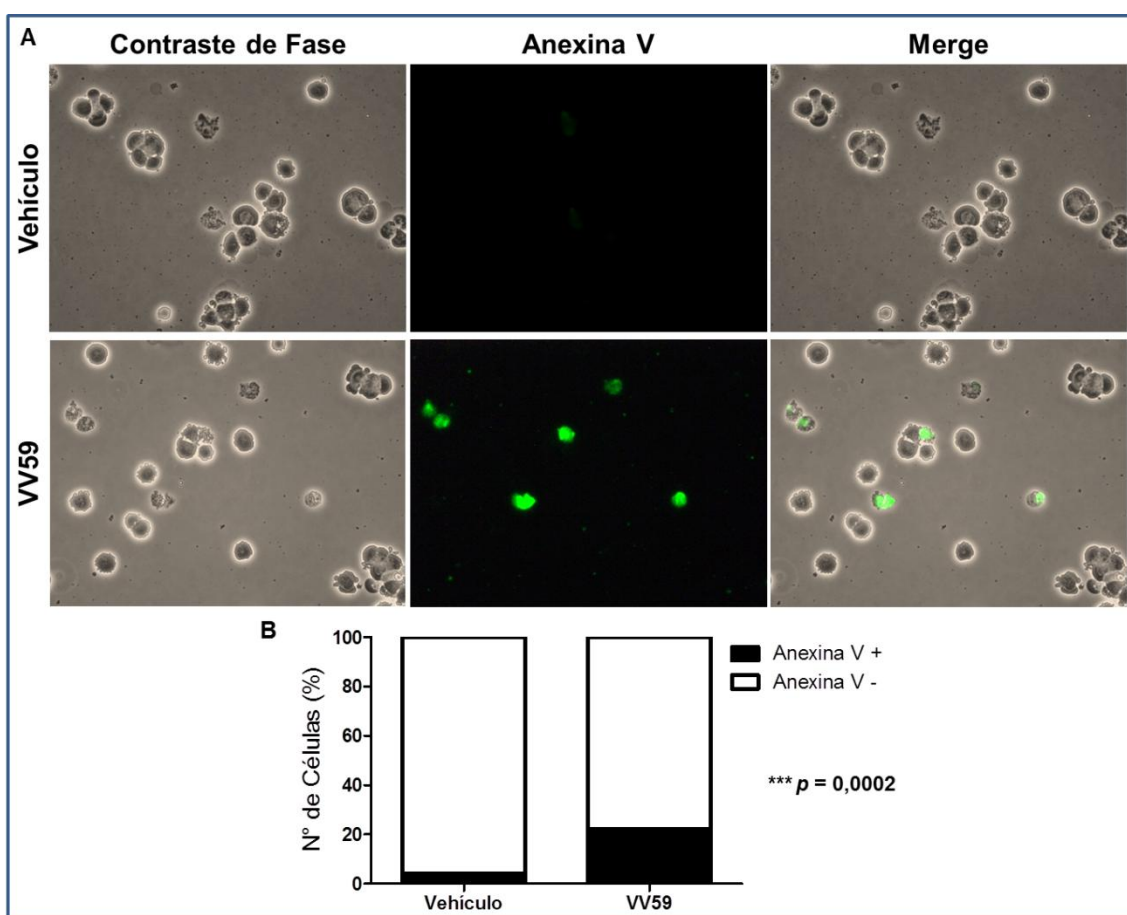 A
Contraste de Fase
Anexina V
Merge
Vehículo
VV59
B
100
80
60
40
20
0
N° de Células (%)
Vehículo
VV59
Anexina V +
Anexina V -
*** p = 0,0002